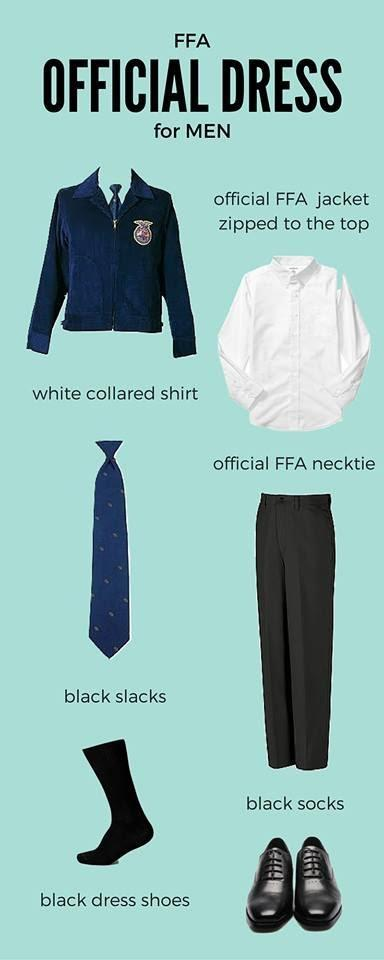 FFA
OFFICIAL DRESS
for MEN
official FFA jacket
zipped to the top
white collared shirt
official FFA necktie
black slacks
black socks
black dress shoes